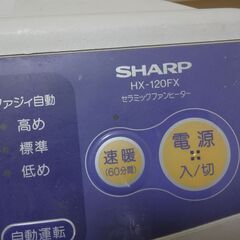 SHARP
HX-120FX
セラミックファンヒーター
ファジィ自動
高め
標準
低め
速暖
(60分間)
電源
入/切
自動運転